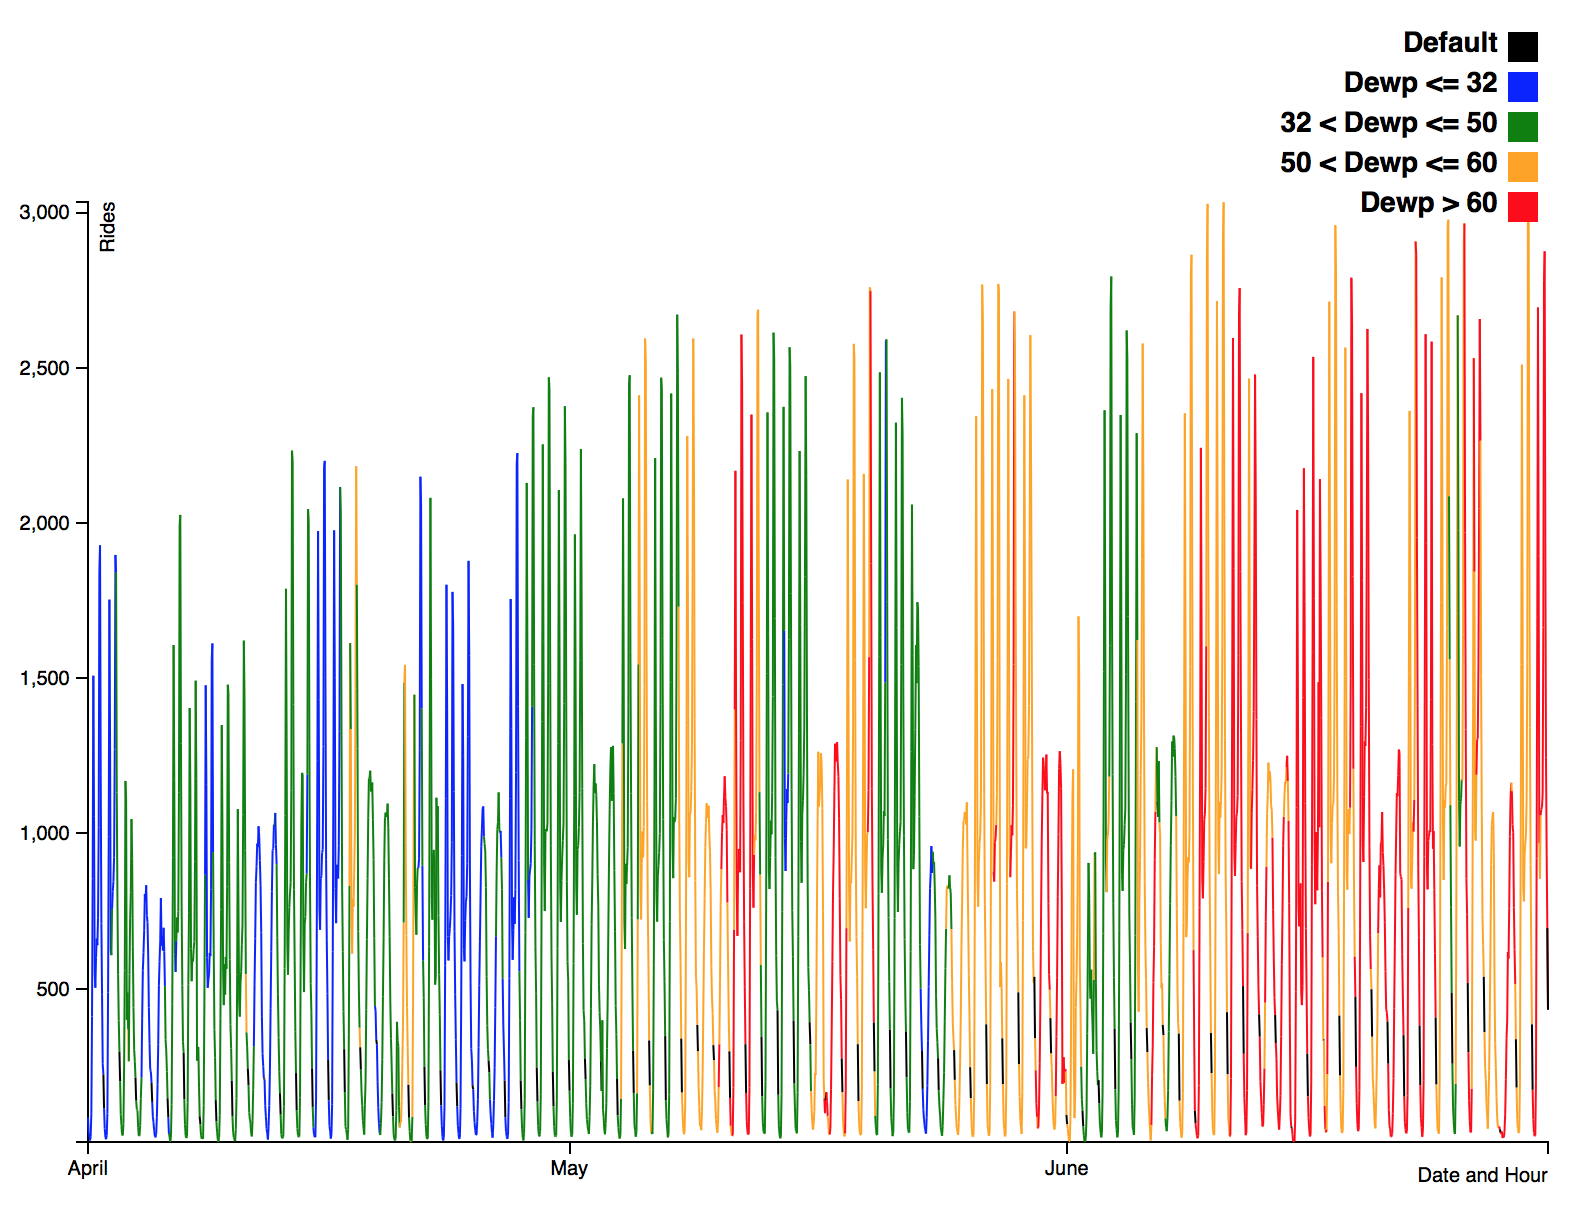 Default
Dewp <= 32
32 < Dewp <= 50
50 < Dewp <= 60
Dewp > 60
3,000
Rides
2,500
2,000
1,500
1,000
500
April
May
June
Date and Hour